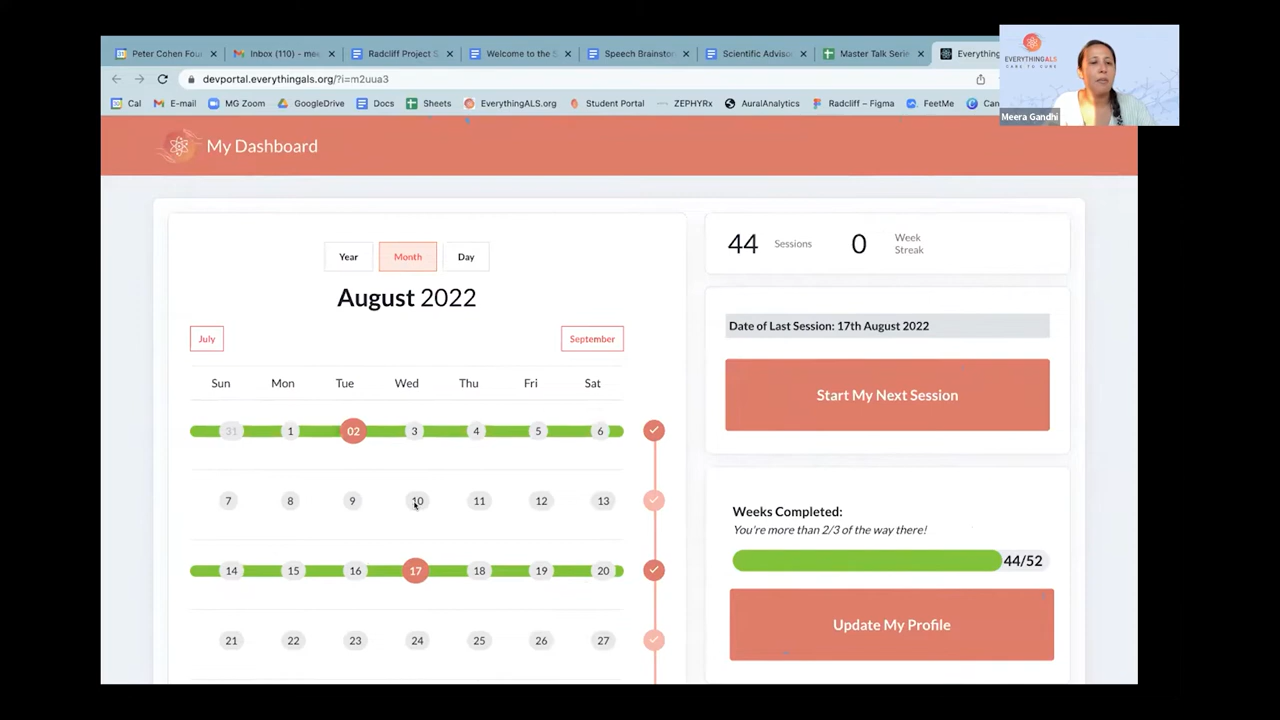 Peter Cohen Fou
Inbox (110) - me
Radcliff Project S
Welcome to the S
Speech Brainstor
Scientific Adviso
Master Talk Serie
Everything
devportal.everythingals.org/?i=m2uua3
Cal
E-mail
MG Zoom
GoogleDrive
Docs
Sheets
EverythingALS.org
Student Portal
ZEPHYRx
AuralAnalytics
Radcliff – Figma
FeetMe
Can
EVERYTHINGALS
Meera Gandhi
My Dashboard
Year Month Day
August 2022
July September
Sun Mon Tue Wed Thu Fri Sat
31 1 02 3 4 5 6
7 8 9 10 11 12 13
14 15 16 17 18 19 20
21 22 23 24 25 26 27
44 Sessions 0 Week
Streak
Date of Last Session: 17th August 2022
Start My Next Session
Weeks Completed:
You're more than 2/3 of the way there!
44/52
Update My Profile